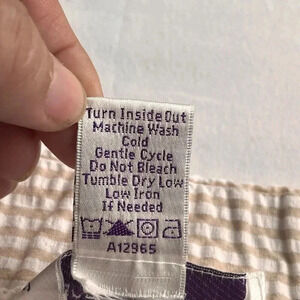 Turn Inside Out
Machine Wash
Cold
Gentle Cycle
Do Not Bleach
Tumble Dry Low
Low Iron
If Needed
A12965